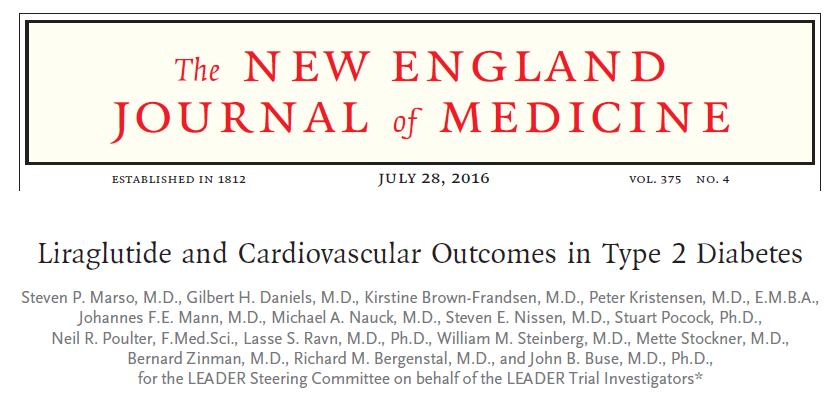 The NEW ENGLAND
JOURNAL of MEDICINE
ESTABLISHED IN 1812 JULY 28, 2016 VOL. 375 NO. 4
Liraglutide and Cardiovascular Outcomes in Type 2 Diabetes
Steven P. Marso, M.D., Gilbert H. Daniels, M.D., Kirstine Brown-Frandsen, M.D., Peter Kristensen, M.D., E.M.B.A.,
Johannes F.E. Mann, M.D., Michael A. Nauck, M.D., Steven E. Nissen, M.D., Stuart Pocock, Ph.D.,
Neil R. Poulter, F.Med.Sci., Lasse S. Ravn, M.D., Ph.D., William M. Steinberg, M.D., Mette Stockner, M.D.,
Bernard Zinman, M.D., Richard M. Bergenstal, M.D., and John B. Buse, M.D., Ph.D.,
for the LEADER Steering Committee on behalf of the LEADER Trial Investigators*